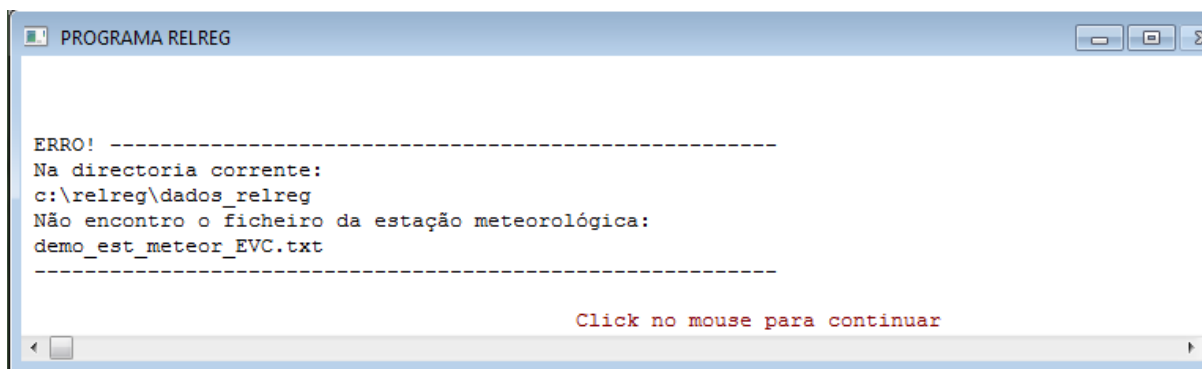 PROGRAMA RELREG
ERRO! -----------------------------------------------------
Na directoria corrente:
c:\relreg\dados_relreg
Não encontro o ficheiro da estação meteorológica:
demo_est_meteor_EVC.txt
-----------------------------------------------------------
Click no mouse para continuar